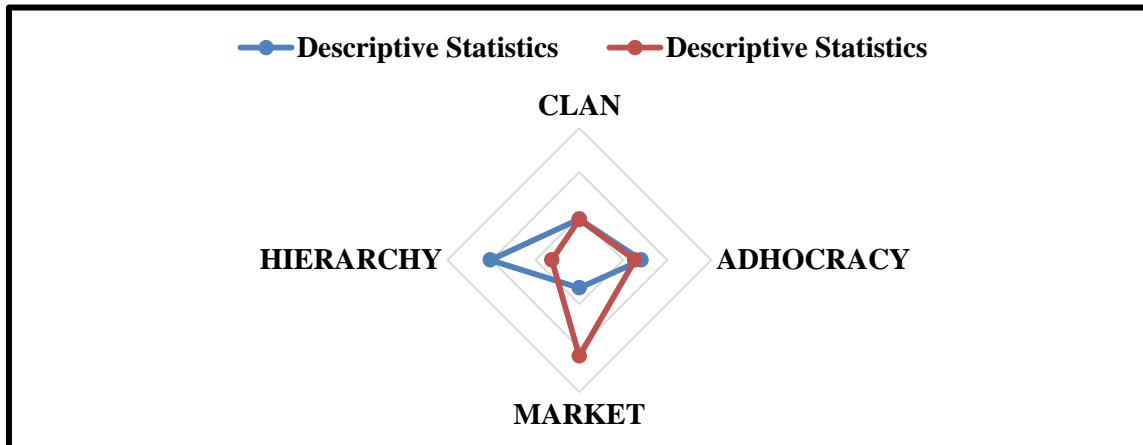 Descriptive Statistics Descriptive Statistics
CLAN
HIERARCHY ADHOCRACY
MARKET